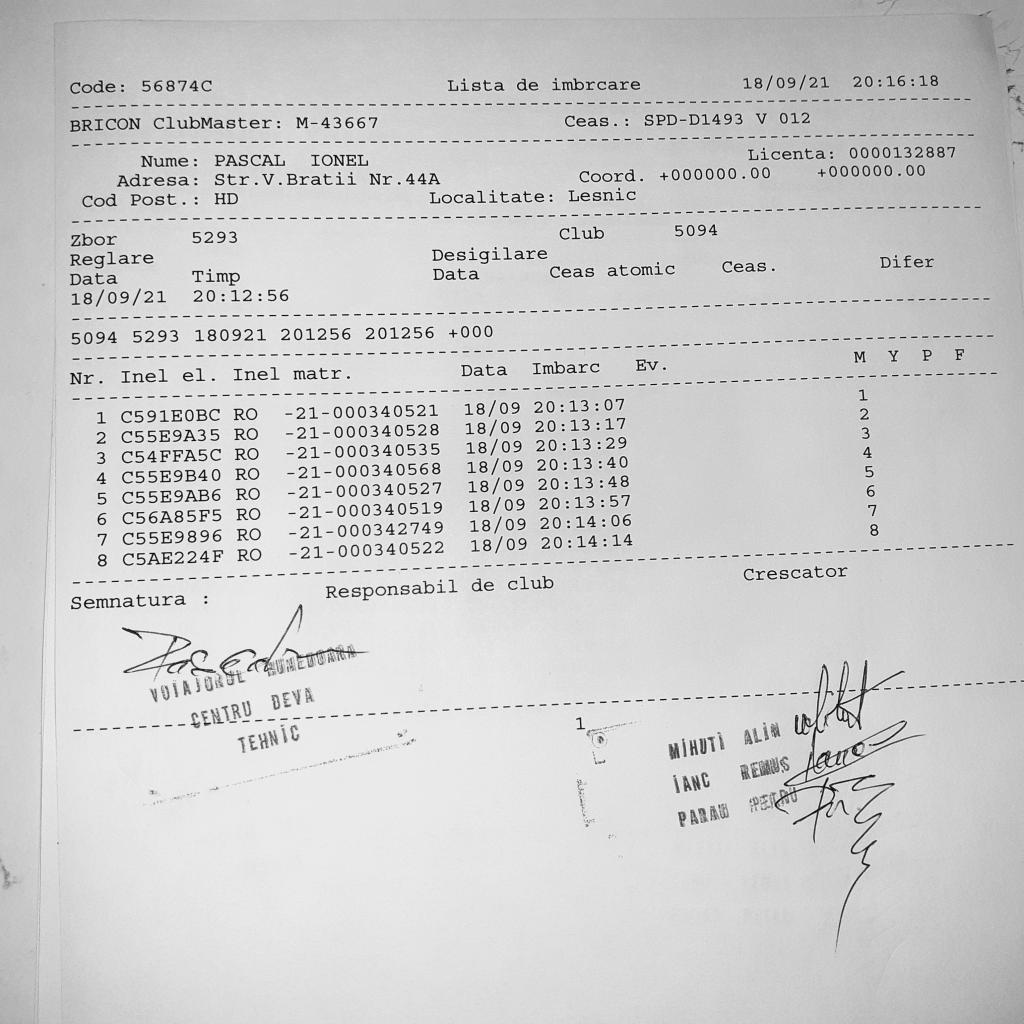 Code: 56874C Lista de imbrcare 18/09/21 20:16:18
BRICON ClubMaster: M-43667 Ceas.: SPD-D1493 V 012
Nume: PASCAL IONEL Licenta: 0000132887
Adresa: Str.V.Bratii Nr.44A Coord. +000000.00 +000000.00
Cod Post.: HD Localitate: Lesnic
Zbor 5293 Club 5094
Reglare Desigilare
Data Timp Data Ceas atomic Ceas. Difer
18/09/21 20:12:56
5094 5293 180921 201256 201256 +000
Nr. Inel el. Inel matr. Data Imbarc Ev. M Y P F
1 C591E0BC RO -21-000340521 18/09 20:13:07 1
2 C55E9A35 RO -21-000340528 18/09 20:13:17 2
3 C54FFA5C RO -21-000340535 18/09 20:13:29 3
4 C55E9B40 RO -21-000340568 18/09 20:13:40 4
5 C55E9AB6 RO -21-000340527 18/09 20:13:48 5
6 C56A85F5 RO -21-000340519 18/09 20:13:57 6
7 C55E9896 RO -21-000342749 18/09 20:14:06 7
8 C5AE224F RO -21-000340522 18/09 20:14:14 8
Semnatura : Responsabil de club Crescator
VOIAJORUL HUNEDOARA
CENTRU DEVA
TEHNIC
1
MIHUTI ALIN
IANC REMUS
PARAU PETRU